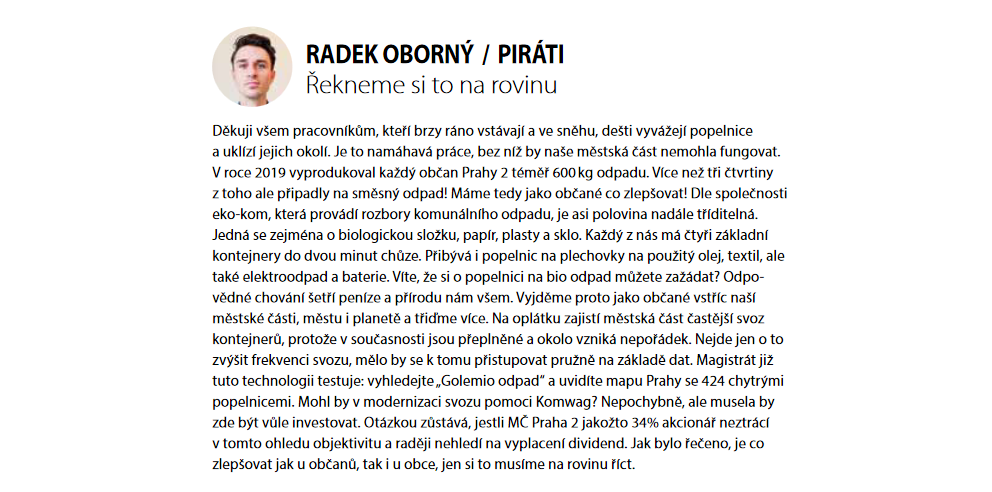 RADEK OBORNÝ / PIRÁTI
Řekneme si to na rovinu
Děkuji všem pracovníkům, kteří brzy ráno vstávají a ve sněhu, dešti vyvážejí popelnice
a uklízí jejich okolí. Je to namáhavá práce, bez níž by naše městská část nemohla fungovat.
V roce 2019 vyprodukoval každý občan Prahy 2 téměř 600 kg odpadu. Více než tři čtvrtiny
z toho ale připadly na směsný odpad! Máme tedy jako občané co zlepšovat! Dle společnosti
eko-kom, která provádí rozbory komunálního odpadu, je asi polovina nadále tříditelná.
Jedná se zejména o biologickou složku, papír, plasty a sklo. Každý z nás má čtyři základní
kontejnery do dvou minut chůze. Přibývá i popelnic na plechovky na použitý olej, textil, ale
také elektroodpad a baterie. Víte, že si o popelnici na bio odpad můžete zažádat? Odpo-
vědné chování šetří peníze a přírodu nám všem. Vyjděme proto jako občané vstříc naší
městské části, městu i planetě a třiďme více. Na oplátku zajistí městská část častější svoz
kontejnerů, protože v současnosti jsou přeplněné a okolo vzniká nepořádek. Nejde jen o to
zvýšit frekvenci svozu, mělo by se k tomu přistupovat pružně na základě dat. Magistrát již
tuto technologii testuje: vyhledejte „Golemio odpad“ a uvidíte mapu Prahy se 424 chytrými
popelnicemi. Mohl by v modernizaci svozu pomoci Komwag? Nepochybně, ale musela by
zde být vůle investovat. Otázkou zůstává, jestli MČ Praha 2 jakožto 34% akcionář neztrácí
v tomto ohledu objektivitu a raději nehledí na vyplacení dividend. Jak bylo řečeno, je co
zlepšovat jak u občanů, tak i u obce, jen si to musíme na rovinu říct.